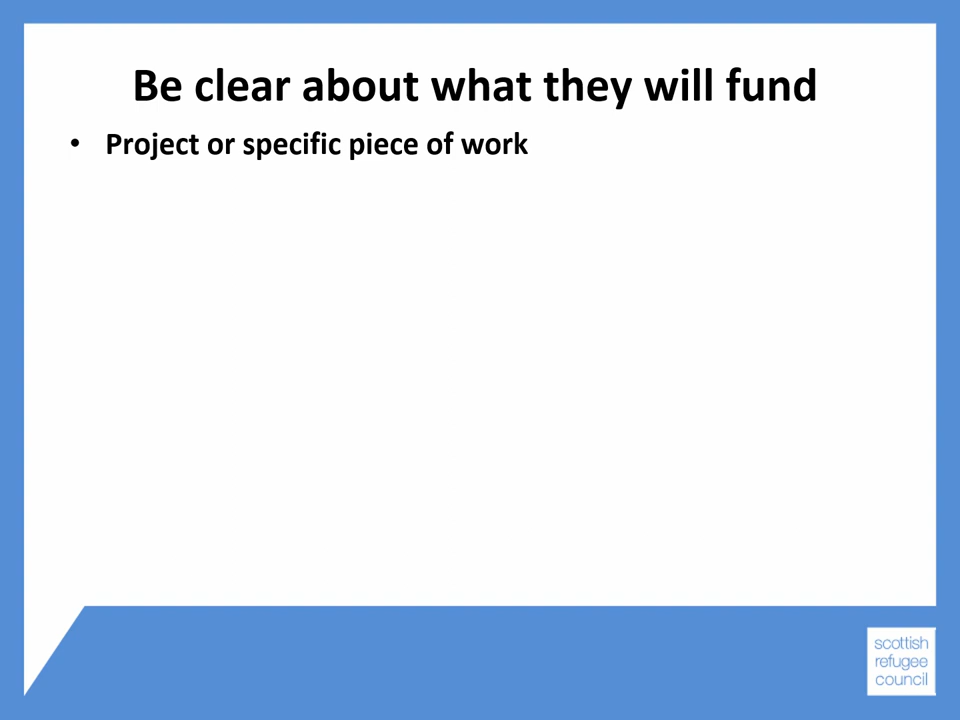 Be clear about what they will fund
• Project or specific piece of work
scottish
refugee
council